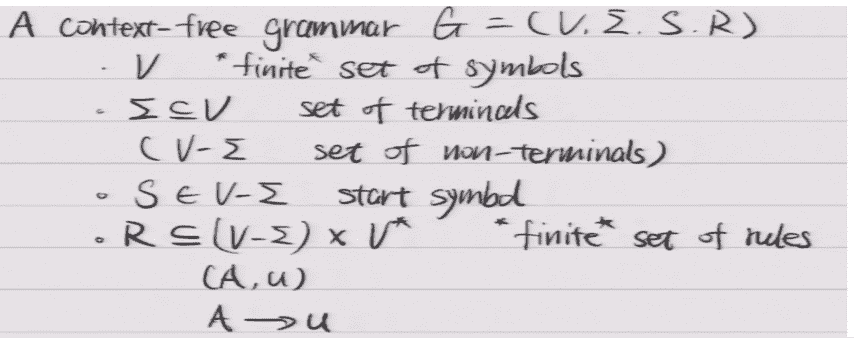 A context-free grammar G = (V. Σ. S. R)
· V *finite* set of symbols
· Σ ⊆ V set of terminals
(V-Σ set of non-terminals)
· S ∈ V-Σ start symbol
· R ⊆ (V-Σ) × V* *finite* set of rules
(A, u)
A → u